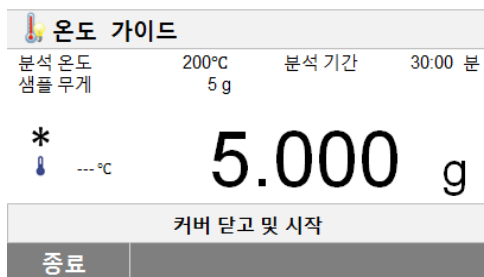 온도 가이드
분석 온도 200°C 분석 기간 30:00 분
샘플 무게 5 g
* --- °C 5.000 g
커버 닫고 및 시작
종료